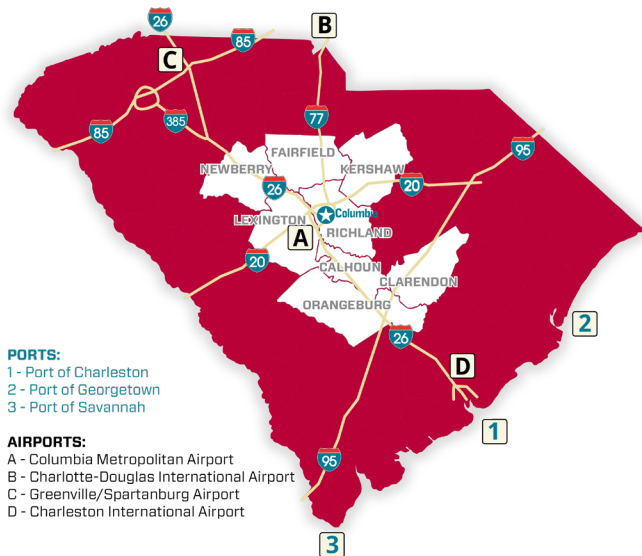 26
B
85
C
85
385
77
95
FAIRFIELD
NEWBERRY
KERSHAW
26
20
LEXINGTON
Columbia
A
RICHLAND
20
CALHOUN
CLARENDON
ORANGEBURG
26
2
D
1
95
3
PORTS:
1 - Port of Charleston
2 - Port of Georgetown
3 - Port of Savannah
AIRPORTS:
A - Columbia Metropolitan Airport
B - Charlotte-Douglas International Airport
C - Greenville/Spartanburg Airport
D - Charleston International Airport